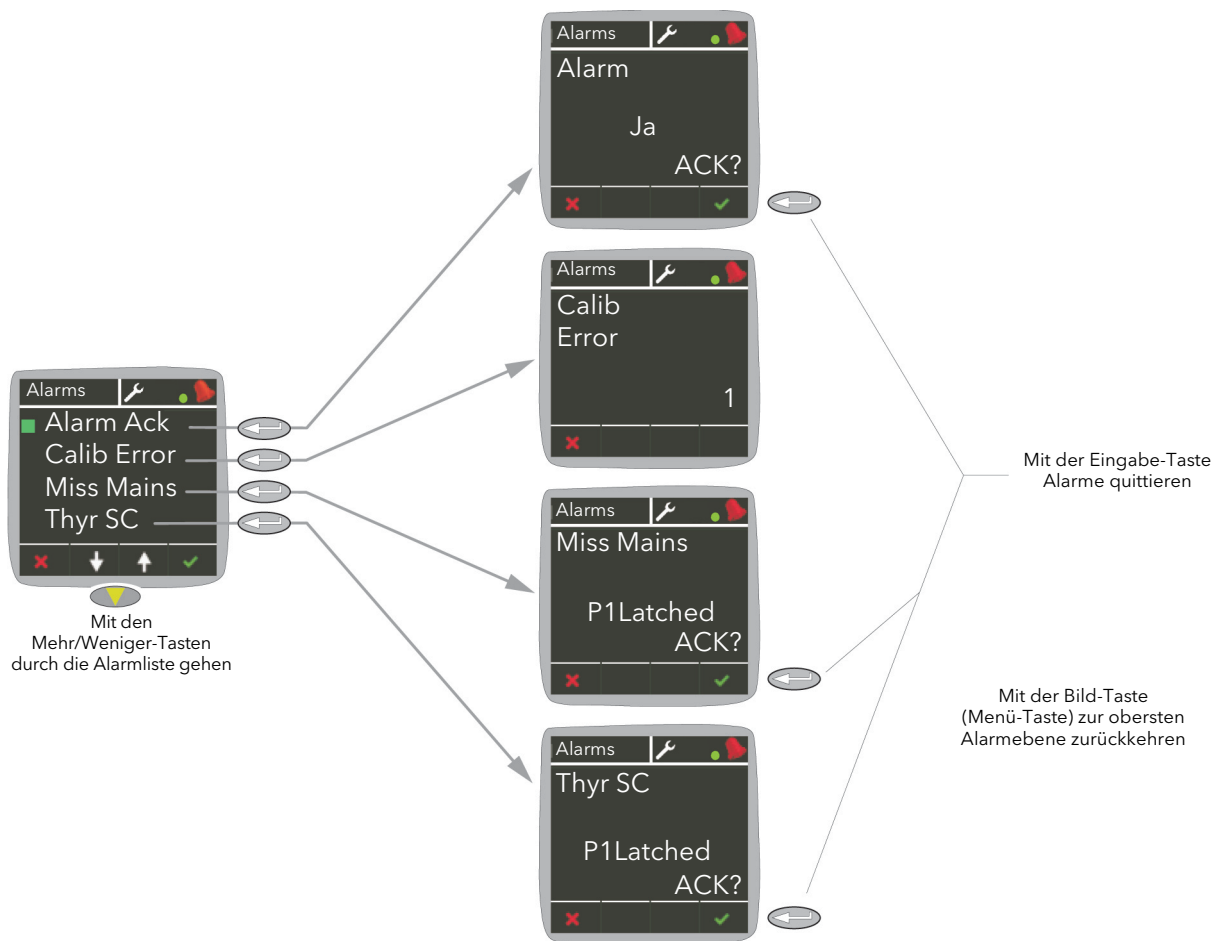 Alarms
Alarm Ack
Calib Error
Miss Mains
Thyr SC
Mit den
Mehr/Weniger-Tasten
durch die Alarmliste gehen
Alarms
Alarm
Ja
ACK?
Alarms
Calib
Error
1
Alarms
Miss Mains
P1Latched
ACK?
Alarms
Thyr SC
P1Latched
ACK?
Mit der Eingabe-Taste
Alarme quittieren
Mit der Bild-Taste
(Menü-Taste) zur obersten
Alarmebene zurückkehren